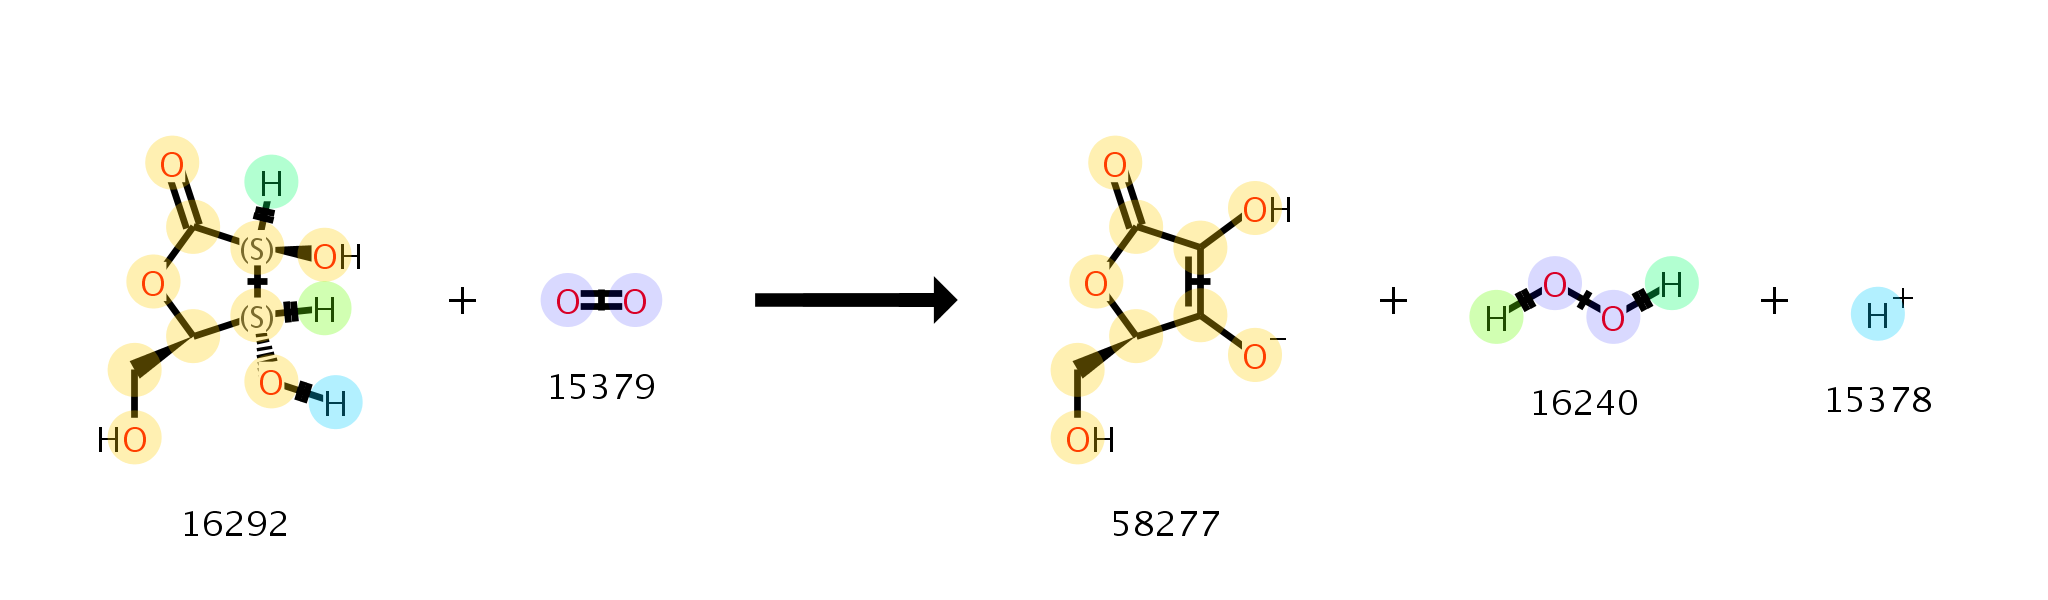 O H
(S) OH
O (S) H
O H
HO
16292
+
O O
15379
O
OH
O
O−
OH
58277
+
H O O H
16240
+
H+
15378